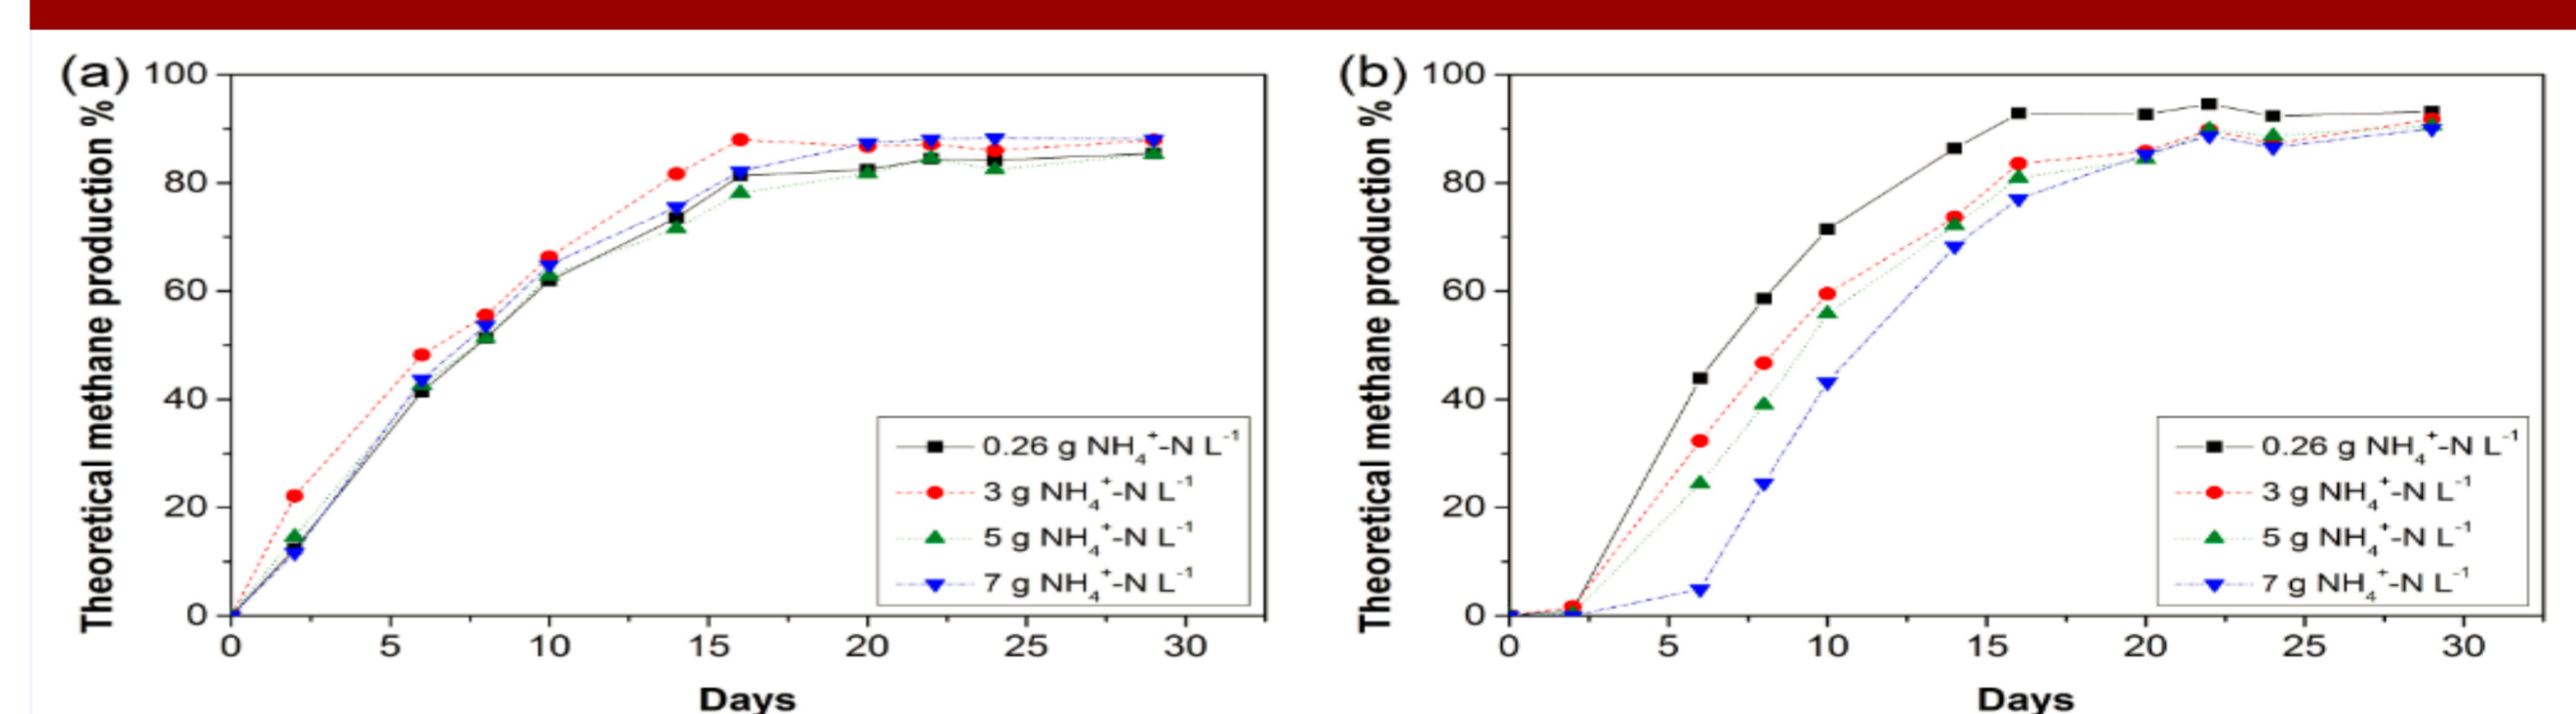 (a)
Theoretical methane production %
100
80
60
40
20
0
0 5 10 15 20 25 30
Days
0.26 g NH₄⁺-N L⁻¹
3 g NH₄⁺-N L⁻¹
5 g NH₄⁺-N L⁻¹
7 g NH₄⁺-N L⁻¹
(b)
Theoretical methane production %
100
80
60
40
20
0
0 5 10 15 20 25 30
Days
0.26 g NH₄⁺-N L⁻¹
3 g NH₄⁺-N L⁻¹
5 g NH₄⁺-N L⁻¹
7 g NH₄⁺-N L⁻¹